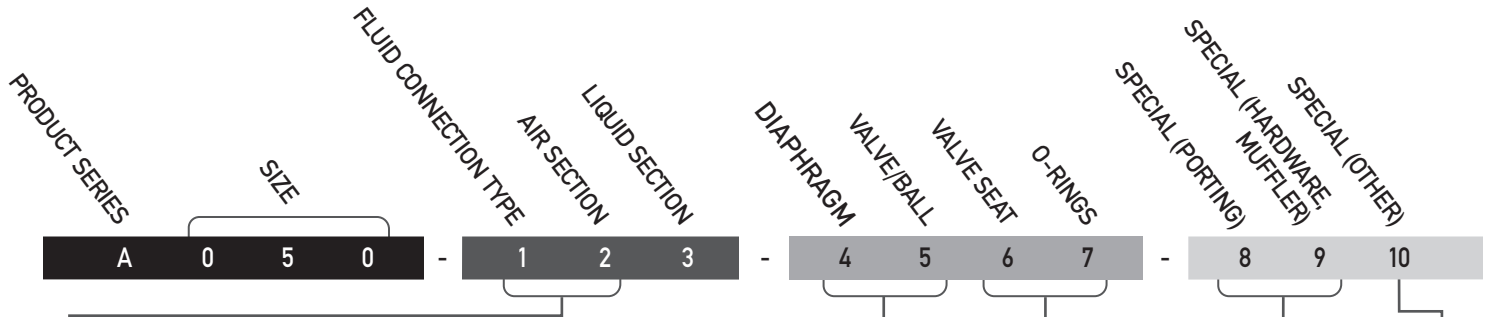 PRODUCT SERIES
SIZE
FLUID CONNECTION TYPE
AIR SECTION
LIQUID SECTION
DIAPHRAGM
VALVE/BALL
VALVE SEAT
O-RINGS
SPECIAL (PORTING)
SPECIAL (HARDWARE,
MUFFLER)
SPECIAL (OTHER)
A 0 5 0 - 1 2 3 - 4 5 6 7 - 8 9 10